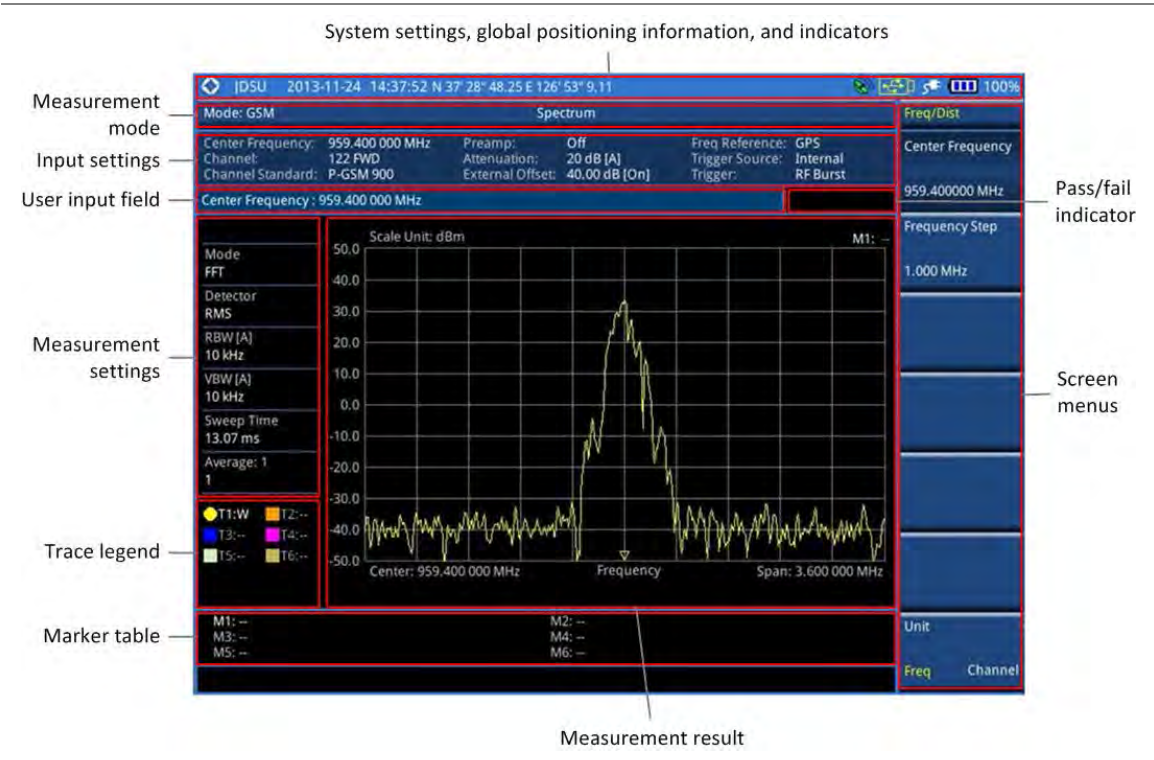 System settings, global positioning information, and indicators
JDSU 2013-11-24 14:37:52 N 37' 28" 48.25 E 126' 53" 9.11 100%
Measurement
mode
Mode: GSM Spectrum Freq/Dist
Input settings
Center Frequency: 959.400 000 MHz Preamp: Off Freq Reference: GPS
Channel: 122 FWD Attenuation: 20 dB [A] Trigger Source: Internal
Channel Standard: P-GSM 900 External Offset: 40.00 dB [On] Trigger: RF Burst
Center Frequency
959.400000 MHz
User input field
Center Frequency : 959.400 000 MHz
Pass/fail
indicator
Frequency Step
1.000 MHz
Measurement
settings
Mode
FFT
Detector
RMS
RBW [A]
10 kHz
VBW [A]
10 kHz
Sweep Time
13.07 ms
Average: 1
1
Scale Unit: dBm M1: --
50.0
40.0
30.0
20.0
10.0
0.0
-10.0
-20.0
-30.0
-40.0
-50.0
Center: 959.400 000 MHz Frequency Span: 3.600 000 MHz
Screen
menus
Trace legend
T1:W T2:--
T3:-- T4:--
T5:-- T6:--
Marker table
M1: -- M2: --
M3: -- M4: --
M5: -- M6: --
Unit
Freq Channel
Measurement result